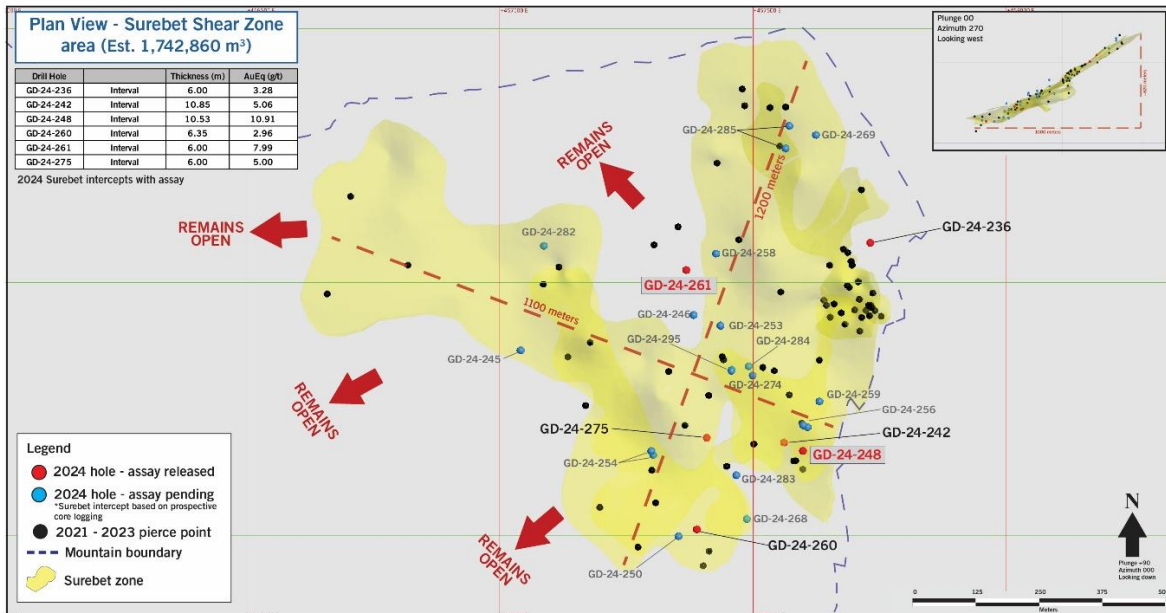 Plan View - Surebet Shear Zone
area (Est. 1,742,860 m³)
Drill Hole Thickness (m) AuEq (g/t)
GD-24-236 Interval 6.00 3.28
GD-24-242 Interval 10.85 5.06
GD-24-248 Interval 10.53 10.91
GD-24-260 Interval 6.35 2.96
GD-24-261 Interval 6.00 7.99
GD-24-275 Interval 6.00 5.00
2024 Surebet intercepts with assay
Plunge 00
Azimuth 270
Looking west
1100 meters
REMAINS
OPEN
REMAINS
OPEN
GD-24-285
GD-24-269
1200 meters
GD-24-236
GD-24-282
GD-24-258
GD-24-261
1100 meters
GD-24-246
GD-24-253
GD-24-295
GD-24-284
GD-24-245
GD-24-274
GD-24-259
GD-24-256
REMAINS
OPEN
GD-24-275
GD-24-242
GD-24-248
GD-24-254
GD-24-283
GD-24-268
GD-24-260
REMAINS
OPEN
GD-24-250
Legend
2024 hole - assay released
2024 hole - assay pending
*Surebet intercept based on prospective
core logging
2021 - 2023 pierce point
Mountain boundary
Surebet zone
N
Plunge +90
Azimuth 000
Looking down
0 125 250 375 500
Meters